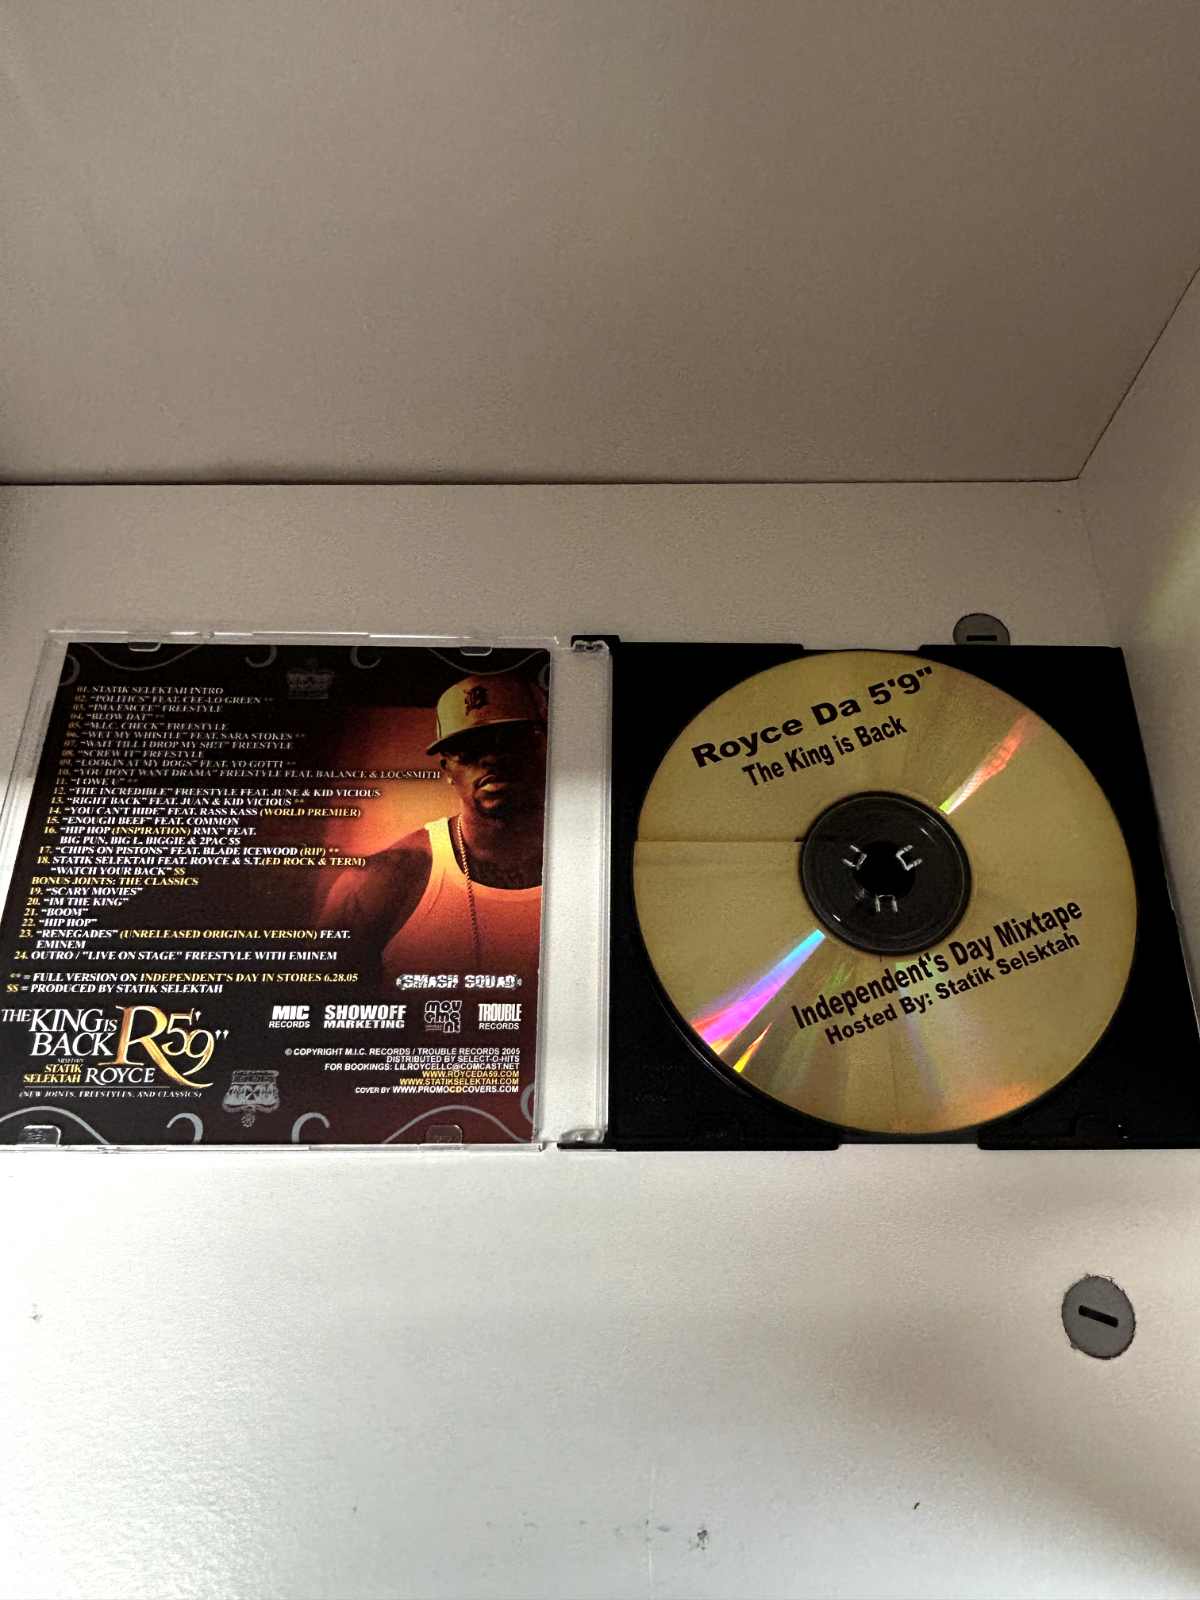 01. STATIK SELEKTAH INTRO
02. "POLITICS" FEAT. CEE-LO GREEN **
03. "IMA EMCEE" FREESTYLE
04. "BLOW DAT" **
05. "M.I.C. CHECK" FREESTYLE
06. "WET MY WHISTLE" FEAT. SARA STOKES **
07. "WAIT TILL I DROP MY SH!T" FREESTYLE
08. "SCREW IT" FREESTYLE
09. "LOOKIN AT MY DOGS" FEAT. YO GOTTI **
10. "YOU DONT WANT DRAMA" FREESTYLE FEAT. BALANCE & LOC-SMITH
11. "I OWE U" **
12. "THE INCREDIBLE" FREESTYLE FEAT. JUNE & KID VICIOUS
13. "RIGHT BACK" FEAT. JUAN & KID VICIOUS **
14. "YOU CAN'T HIDE" FEAT. RASS KASS (WORLD PREMIER)
15. "ENOUGH BEEF" FEAT. COMMON
16. "HIP HOP (INSPIRATION) RMX" FEAT.
BIG PUN, BIG L, BIGGIE & 2PAC $$
17. "CHIPS ON PISTONS" FEAT. BLADE ICEWOOD (RIP) **
18. STATIK SELEKTAH FEAT. ROYCE & S.T.(ED ROCK & TERM)
"WATCH YOUR BACK" $$
BONUS JOINTS: THE CLASSICS
19. "SCARY MOVIES"
20. "IM THE KING"
21. "BOOM"
22. "HIP HOP"
23. "RENEGADES" (UNRELEASED ORIGINAL VERSION) FEAT.
EMINEM
24. OUTRO / "LIVE ON STAGE" FREESTYLE WITH EMINEM
** = FULL VERSION ON INDEPENDENT'S DAY IN STORES 6.28.05
$$ = PRODUCED BY STATIK SELEKTAH
SMASH SQUAD
THE KING IS BACK
R59"
STATIK
SELEKTAH
ROYCE
(NEW JOINTS, FREESTYLES, AND CLASSICS)
MIC RECORDS
SHOWOFF MARKETING
MOVEMENT
TROUBLE RECORDS
© COPYRIGHT M.I.C. RECORDS / TROUBLE RECORDS 2005
DISTRIBUTED BY SELECT-O-HITS
FOR BOOKINGS: LILROYCELLC@COMCAST.NET
WWW.ROYCEDA59.COM
WWW.STATIKSELEKTAH.COM
COVER BY WWW.PROMOCDCOVERS.COM
Royce Da 5'9"
The King is Back
Independent's Day Mixtape
Hosted By: Statik Selsktah